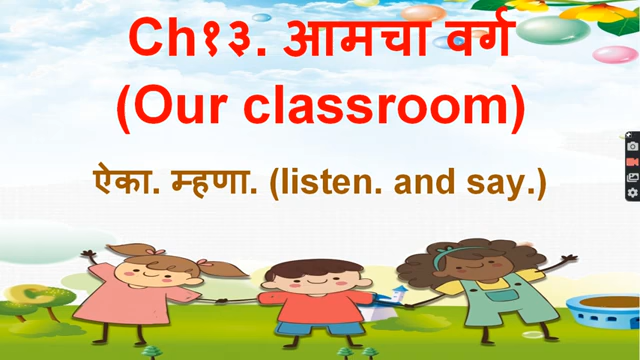 Ch१३. आमचा वर्ग
(Our classroom)
ऐका. म्हणा. (listen. and say.)